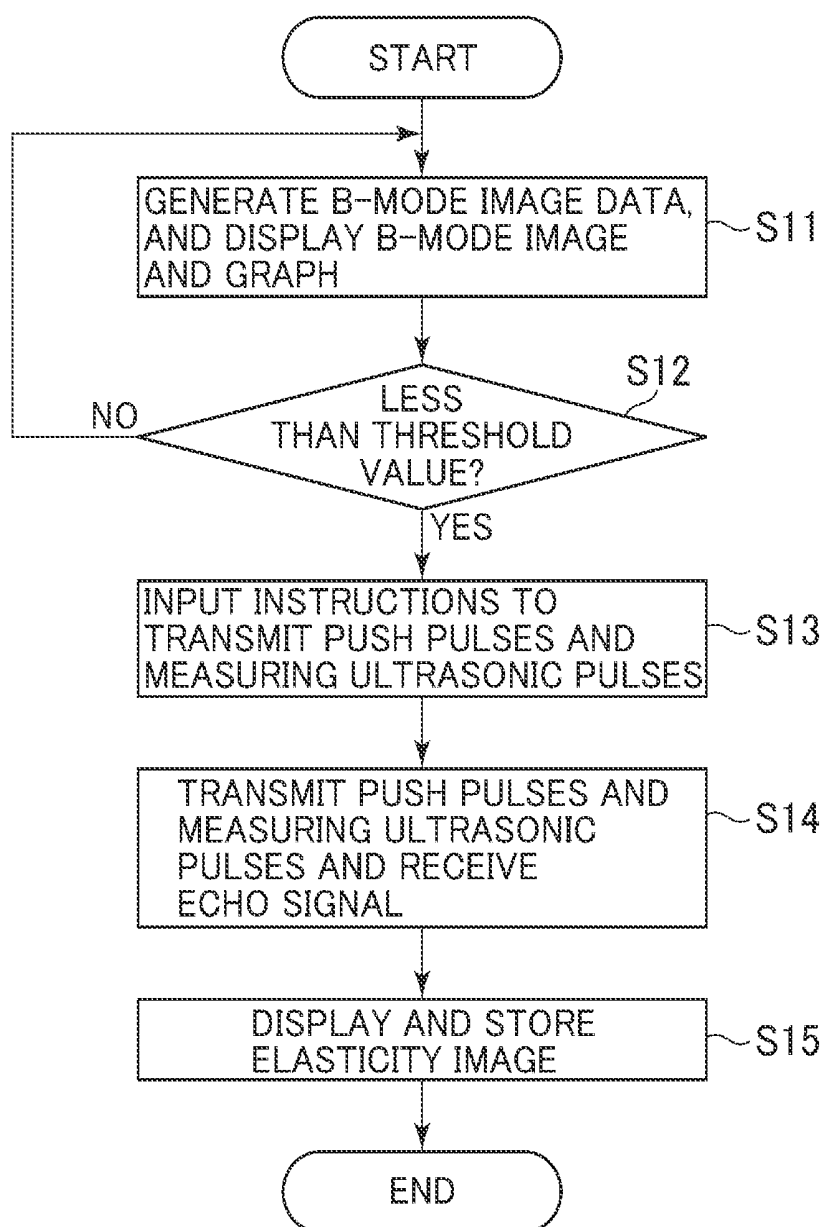 START
GENERATE B-MODE IMAGE DATA,
AND DISPLAY B-MODE IMAGE
AND GRAPH
S11
S12
LESS
THAN THRESHOLD
VALUE?
NO
YES
INPUT INSTRUCTIONS TO
TRANSMIT PUSH PULSES AND
MEASURING ULTRASONIC PULSES
S13
TRANSMIT PUSH PULSES AND
MEASURING ULTRASONIC
PULSES AND RECEIVE
ECHO SIGNAL
S14
DISPLAY AND STORE
ELASTICITY IMAGE
S15
END